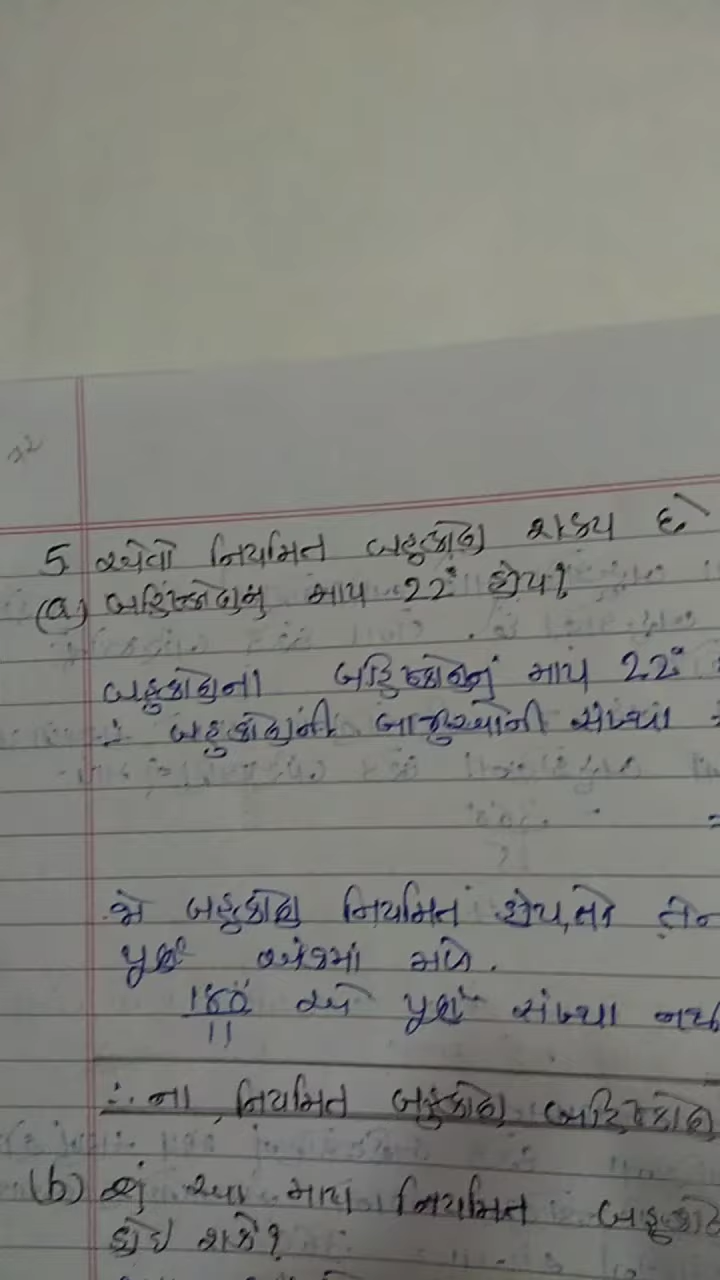 5 એવો નિયમિત બહુકોણ શક્ય છે
(a) બહિષ્કોણનું માપ 22° હોય?
બહુકોણના બહિષ્કોણનું માપ 22°
∴ બહુકોણની બાજુઓની સંખ્યા =
=
જો બહુકોણ નિયમિત હોય, તો તેન
પૂર્ણ અંકમાં મળે.
180/11 એ પૂર્ણ સંખ્યા નથ
∴ ના, નિયમિત બહુકોણ બહિષ્કોણ
(b) શું આ માપ નિયમિત બહુકોણ
હોઇ શકે?